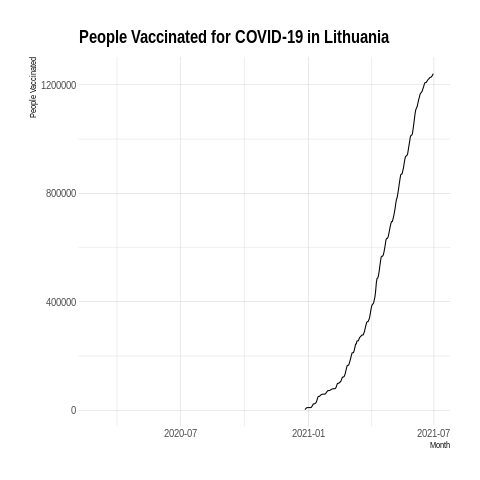 People Vaccinated for COVID-19 in Lithuania
People Vaccinated
1200000
800000
400000
0
2020-07
2021-01
2021-07
Month